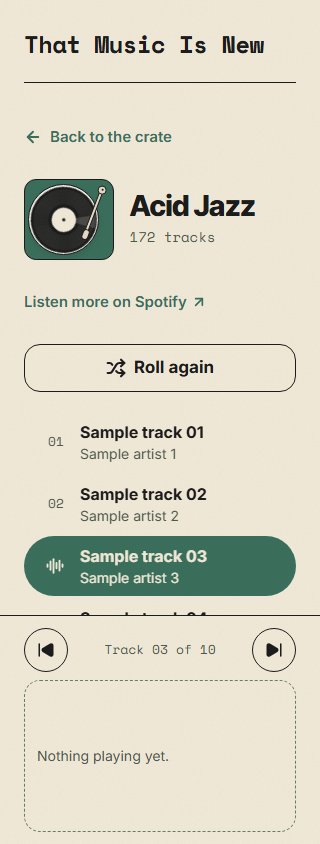 That Music Is New
← Back to the crate
Acid Jazz
172 tracks
Listen more on Spotify ↗
Roll again
01
Sample track 01
Sample artist 1
02
Sample track 02
Sample artist 2
Sample track 03
Sample artist 3
Track 03 of 10
Nothing playing yet.